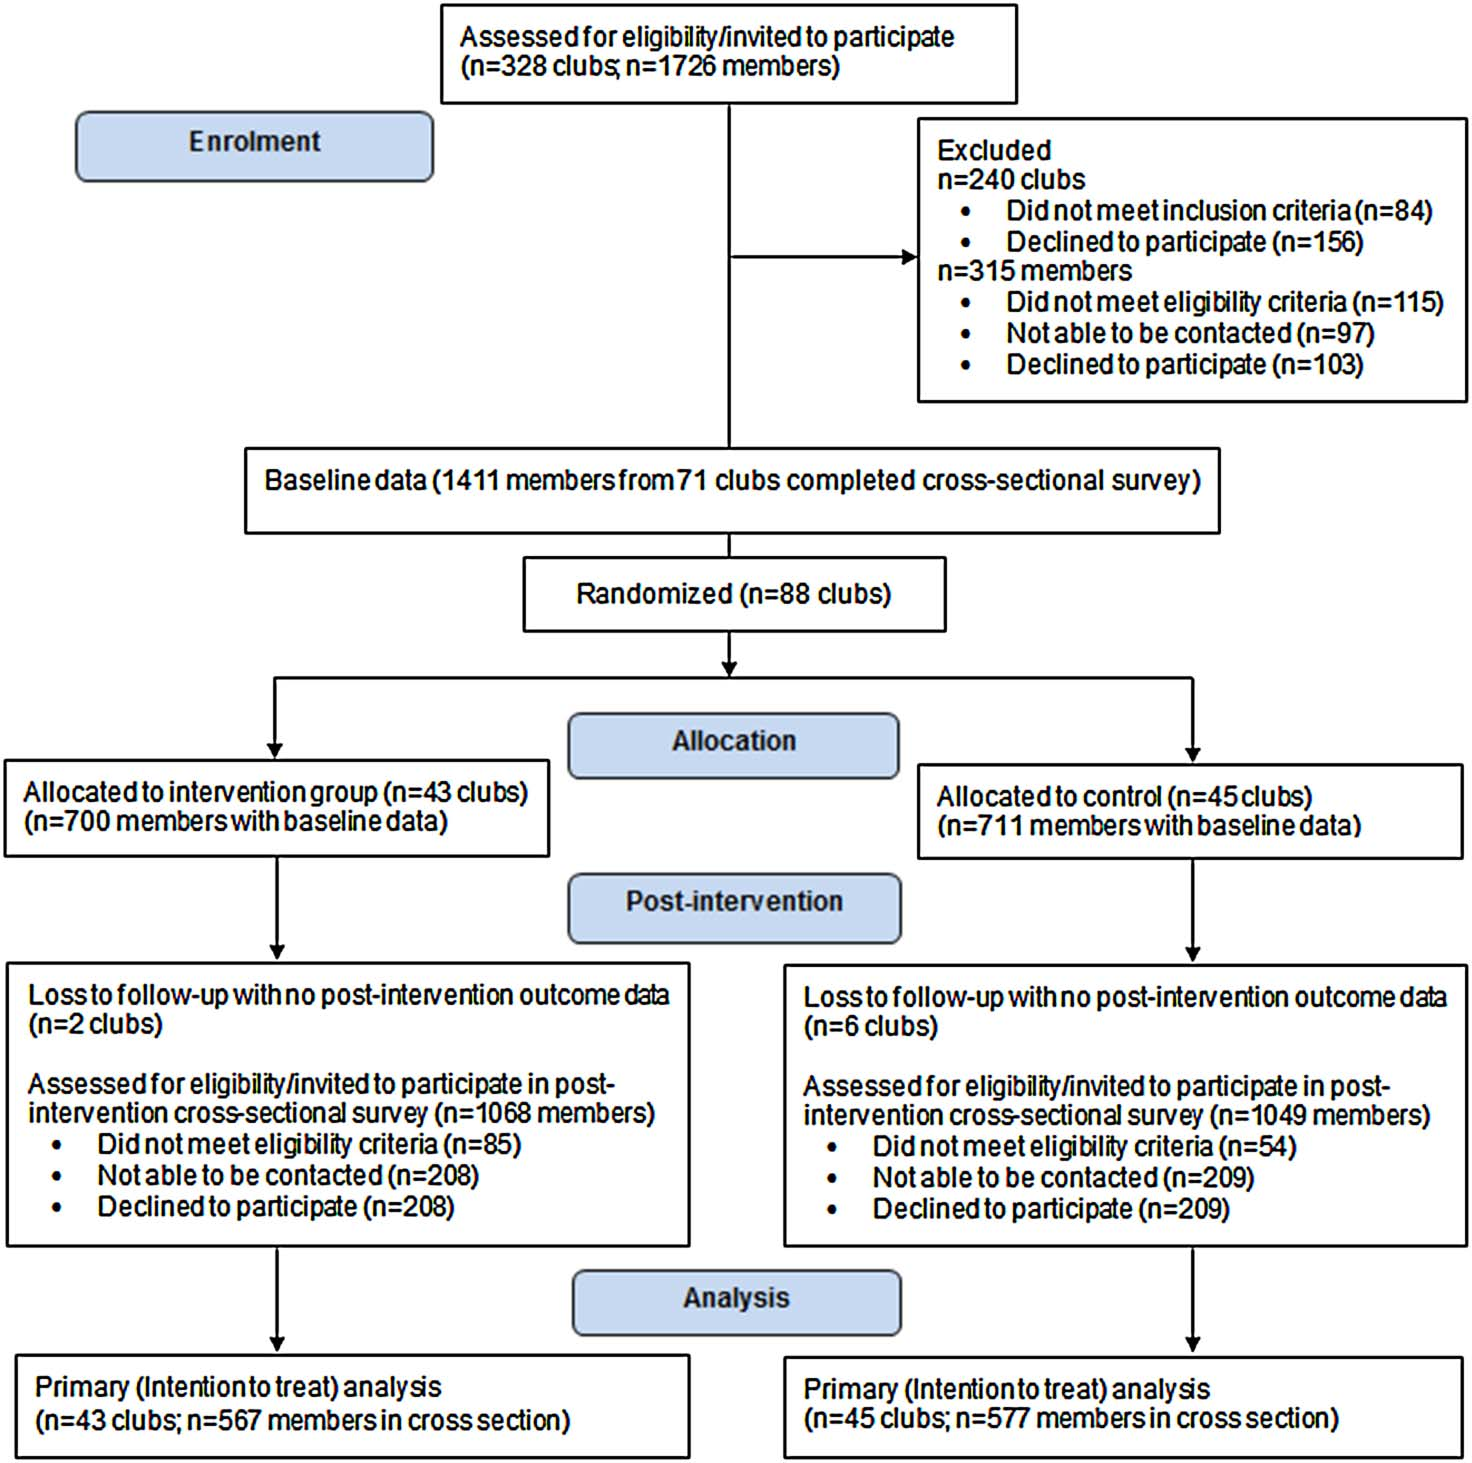 Assessed for eligibility/invited to participate
(n=328 clubs; n=1726 members)
Enrolment
Excluded
n=240 clubs
• Did not meet inclusion criteria (n=84)
• Declined to participate (n=156)
n=315 members
• Did not meet eligibility criteria (n=115)
• Not able to be contacted (n=97)
• Declined to participate (n=103)
Baseline data (1411 members from 71 clubs completed cross-sectional survey)
Randomized (n=88 clubs)
Allocation
Allocated to intervention group (n=43 clubs)
(n=700 members with baseline data)
Allocated to control (n=45 clubs)
(n=711 members with baseline data)
Post-intervention
Loss to follow-up with no post-intervention outcome data
(n=2 clubs)
Assessed for eligibility/invited to participate in post-
intervention cross-sectional survey (n=1068 members)
• Did not meet eligibility criteria (n=85)
• Not able to be contacted (n=208)
• Declined to participate (n=208)
Loss to follow-up with no post-intervention outcome data
(n=6 clubs)
Assessed for eligibility/invited to participate in post-
intervention cross-sectional survey (n=1049 members)
• Did not meet eligibility criteria (n=54)
• Not able to be contacted (n=209)
• Declined to participate (n=209)
Analysis
Primary (Intention to treat) analysis
(n=43 clubs; n=567 members in cross section)
Primary (Intention to treat) analysis
(n=45 clubs; n=577 members in cross section)